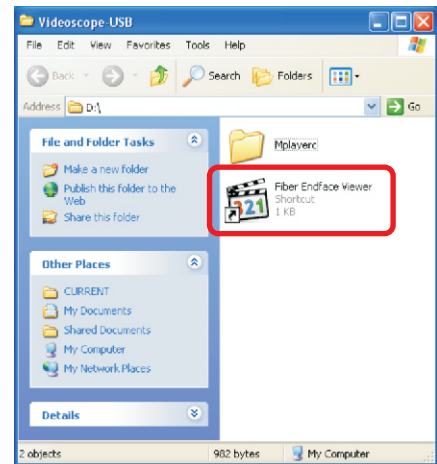 Videoscope-USB
File Edit View Favorites Tools Help
Back Search Folders
Address D:\ Go
File and Folder Tasks
Make a new folder
Publish this folder to the
Web
Share this folder
Other Places
CURRENT
My Documents
Shared Documents
My Computer
My Network Places
Details
Mplayerc
Fiber Endface Viewer
Shortcut
1 KB
321
2 objects 982 bytes My Computer